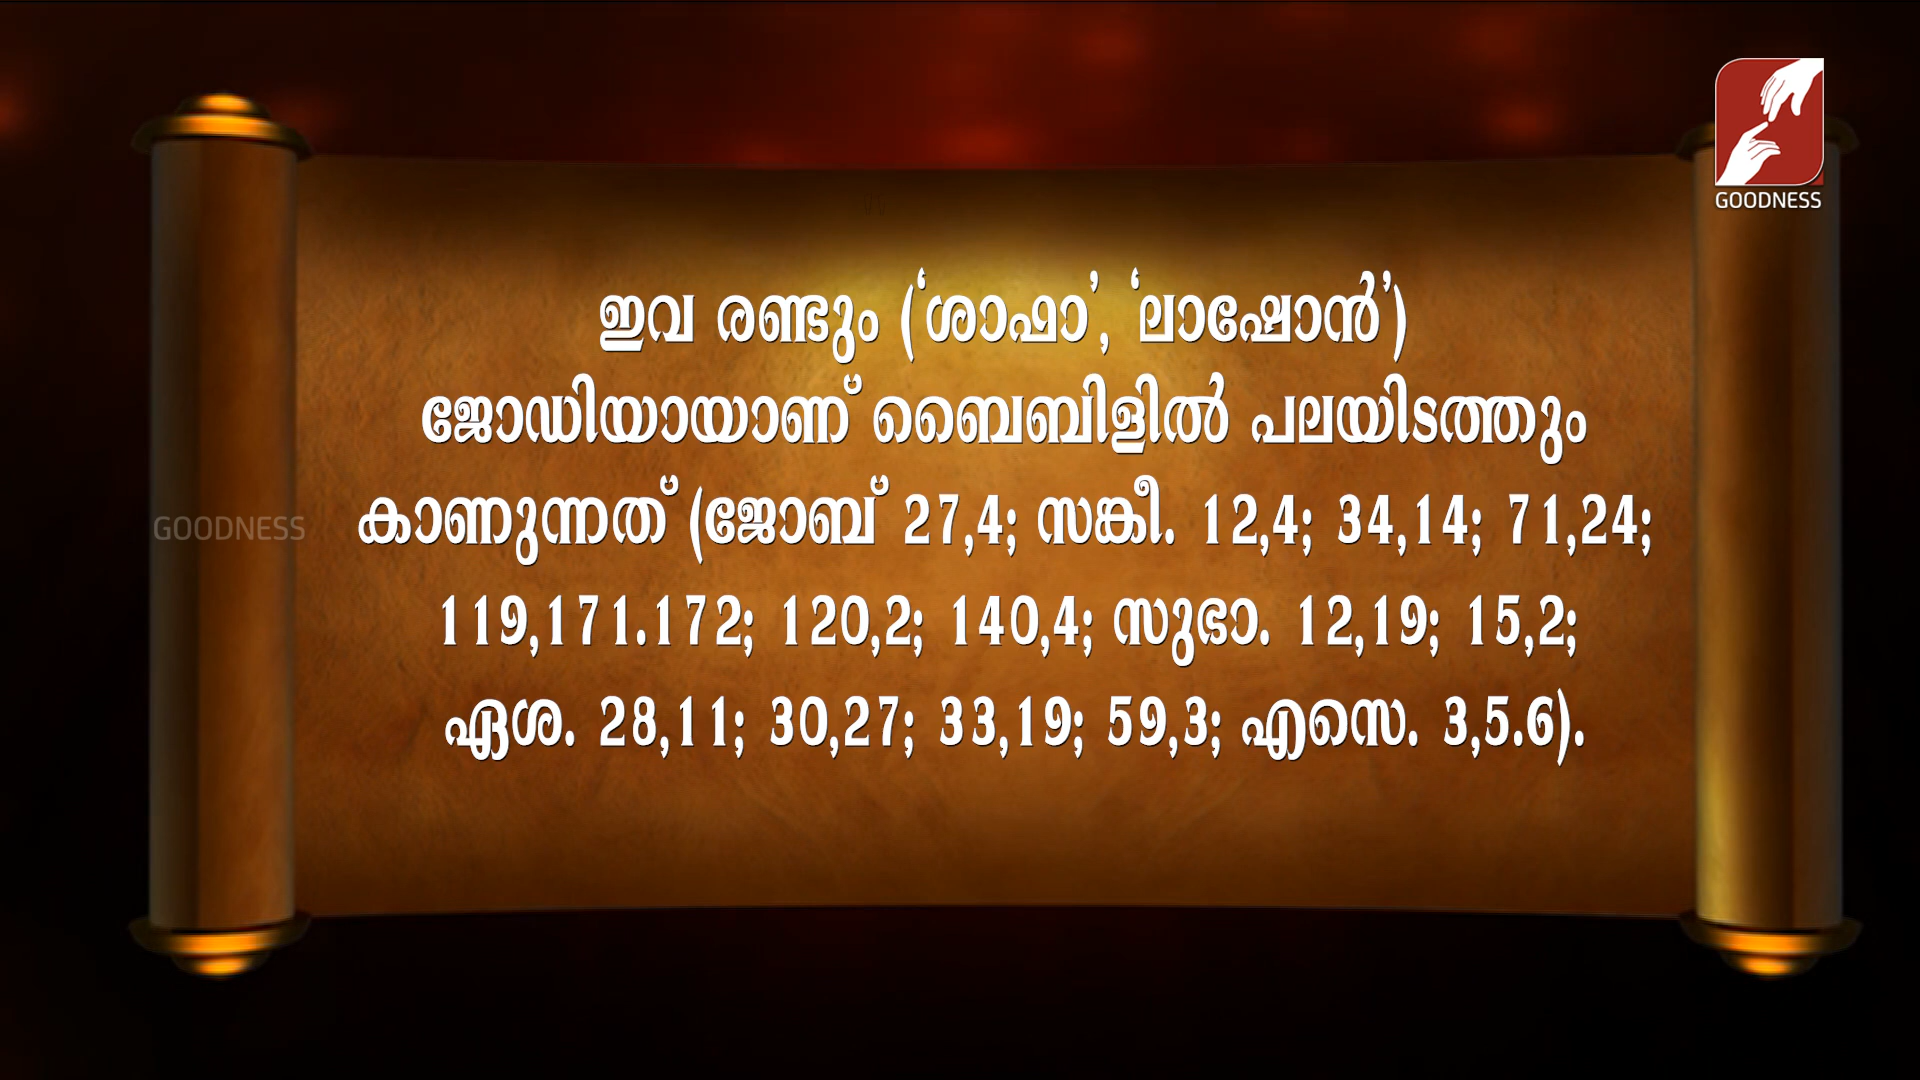 GOODNESS
ഇവ രണ്ടും (‘ശാഫാ’, ‘ലാഷോൻ’)
ജോഡിയായാണ് ബൈബിളിൽ പലയിടത്തും
കാണുന്നത് (ജോബ് 27,4; സങ്കീ. 12,4; 34,14; 71,24;
GOODNESS
119,171.172; 120,2; 140,4; സുഭാ. 12,19; 15,2;
ഏശ. 28,11; 30,27; 33,19; 59,3; എസെ. 3,5.6).